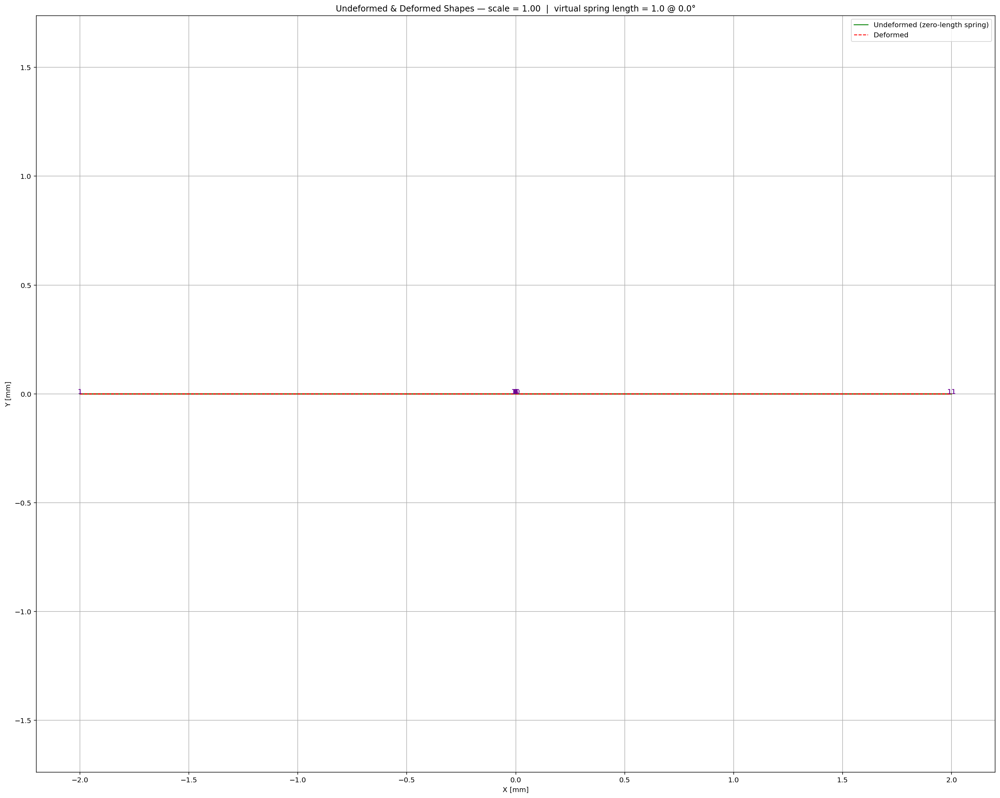 Undeformed & Deformed Shapes — scale = 1.00 | virtual spring length = 1.0 @ 0.0°
Undeformed (zero-length spring)
Deformed
1.5
1.0
0.5
0.0
−0.5
−1.0
−1.5
Y [mm]
1
11
−2.0 −1.5 −1.0 −0.5 0.0 0.5 1.0 1.5 2.0
X [mm]